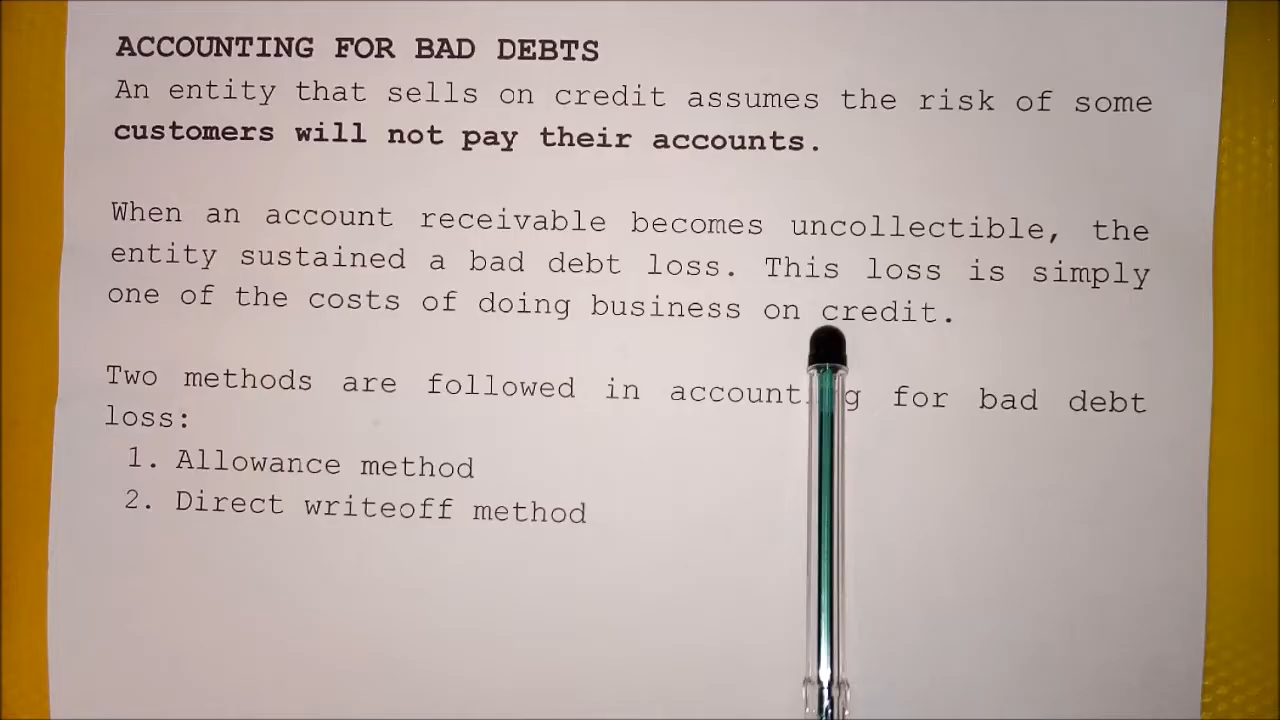 ACCOUNTING FOR BAD DEBTS
An entity that sells on credit assumes the risk of some
customers will not pay their accounts.
When an account receivable becomes uncollectible, the
entity sustained a bad debt loss. This loss is simply
one of the costs of doing business on credit.
Two methods are followed in accounting for bad debt
loss:
1. Allowance method
2. Direct writeoff method